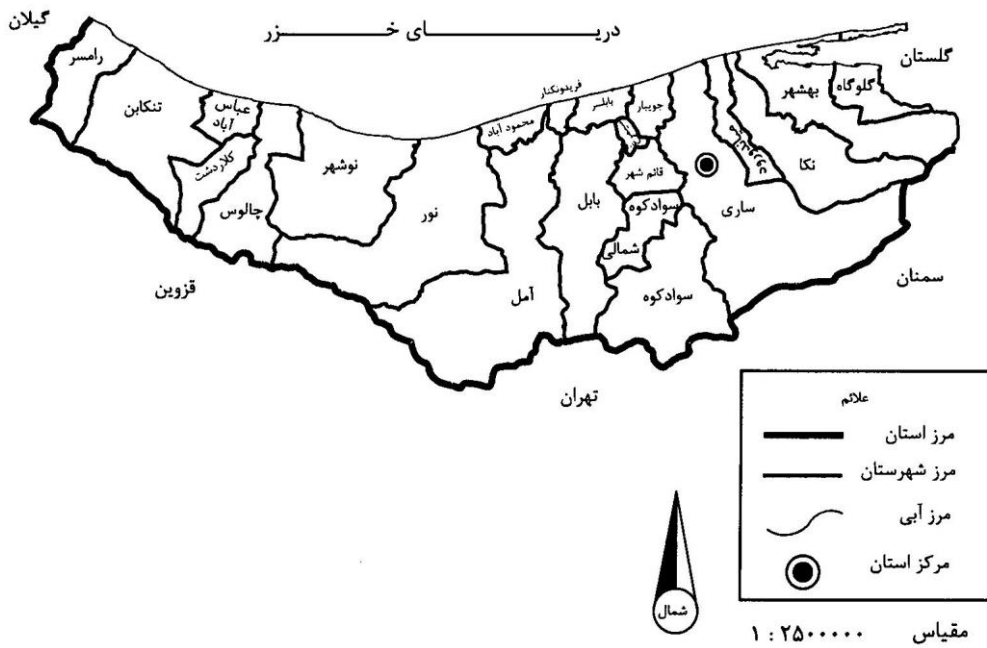 گیلان
دریـــای خـــزر
گلستان
رامسر
تنکابن
عباس
آباد
کلاردشت
چالوس
نوشهر
نور
محمود آباد
آمل
فریدونکنار
بابلسر
بابل
جویبار
قائم شهر
سوادکوه
شمالی
سوادکوه
ساری
میاندورود
نکا
بهشهر
گلوگاه
قزوین
تهران
سمنان
علائم
مرز استان
مرز شهرستان
مرز آبی
مرکز استان
شمال
مقیاس ۱ : ۲۵۰۰۰۰۰